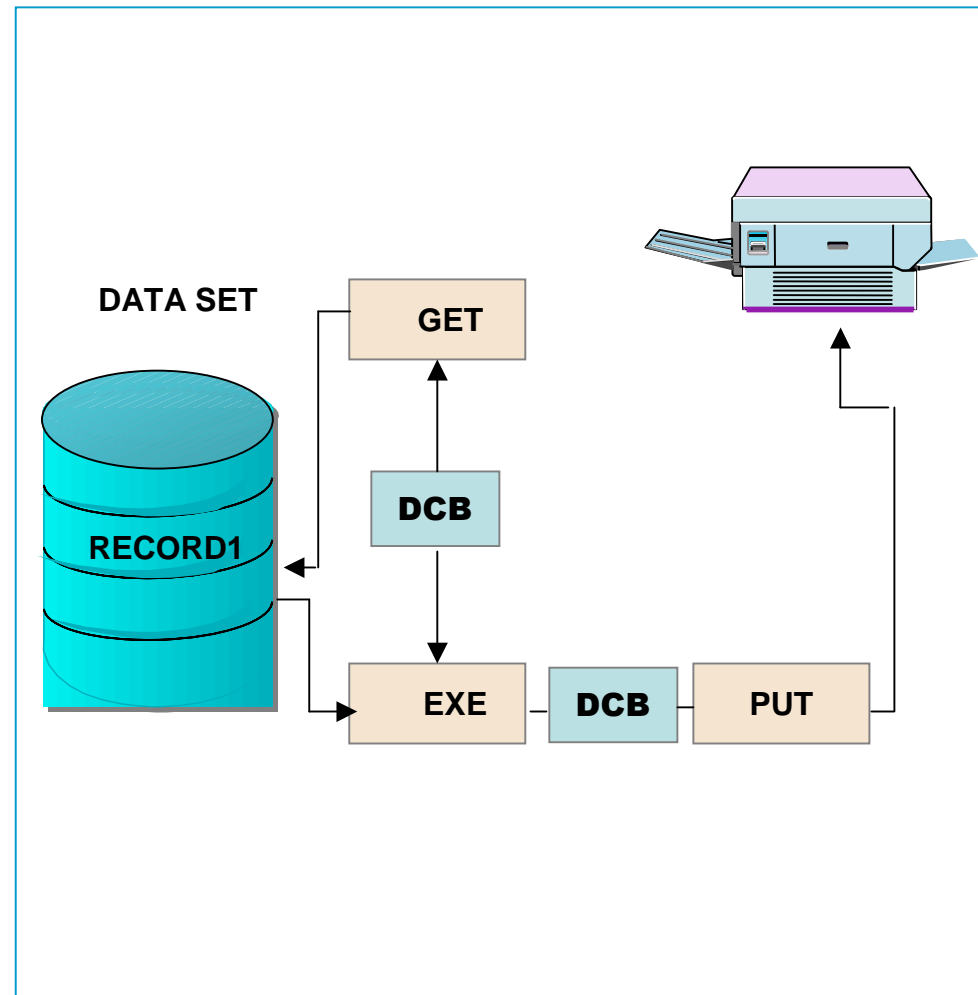 DATA SET
GET
DCB
RECORD1
EXE
DCB
PUT